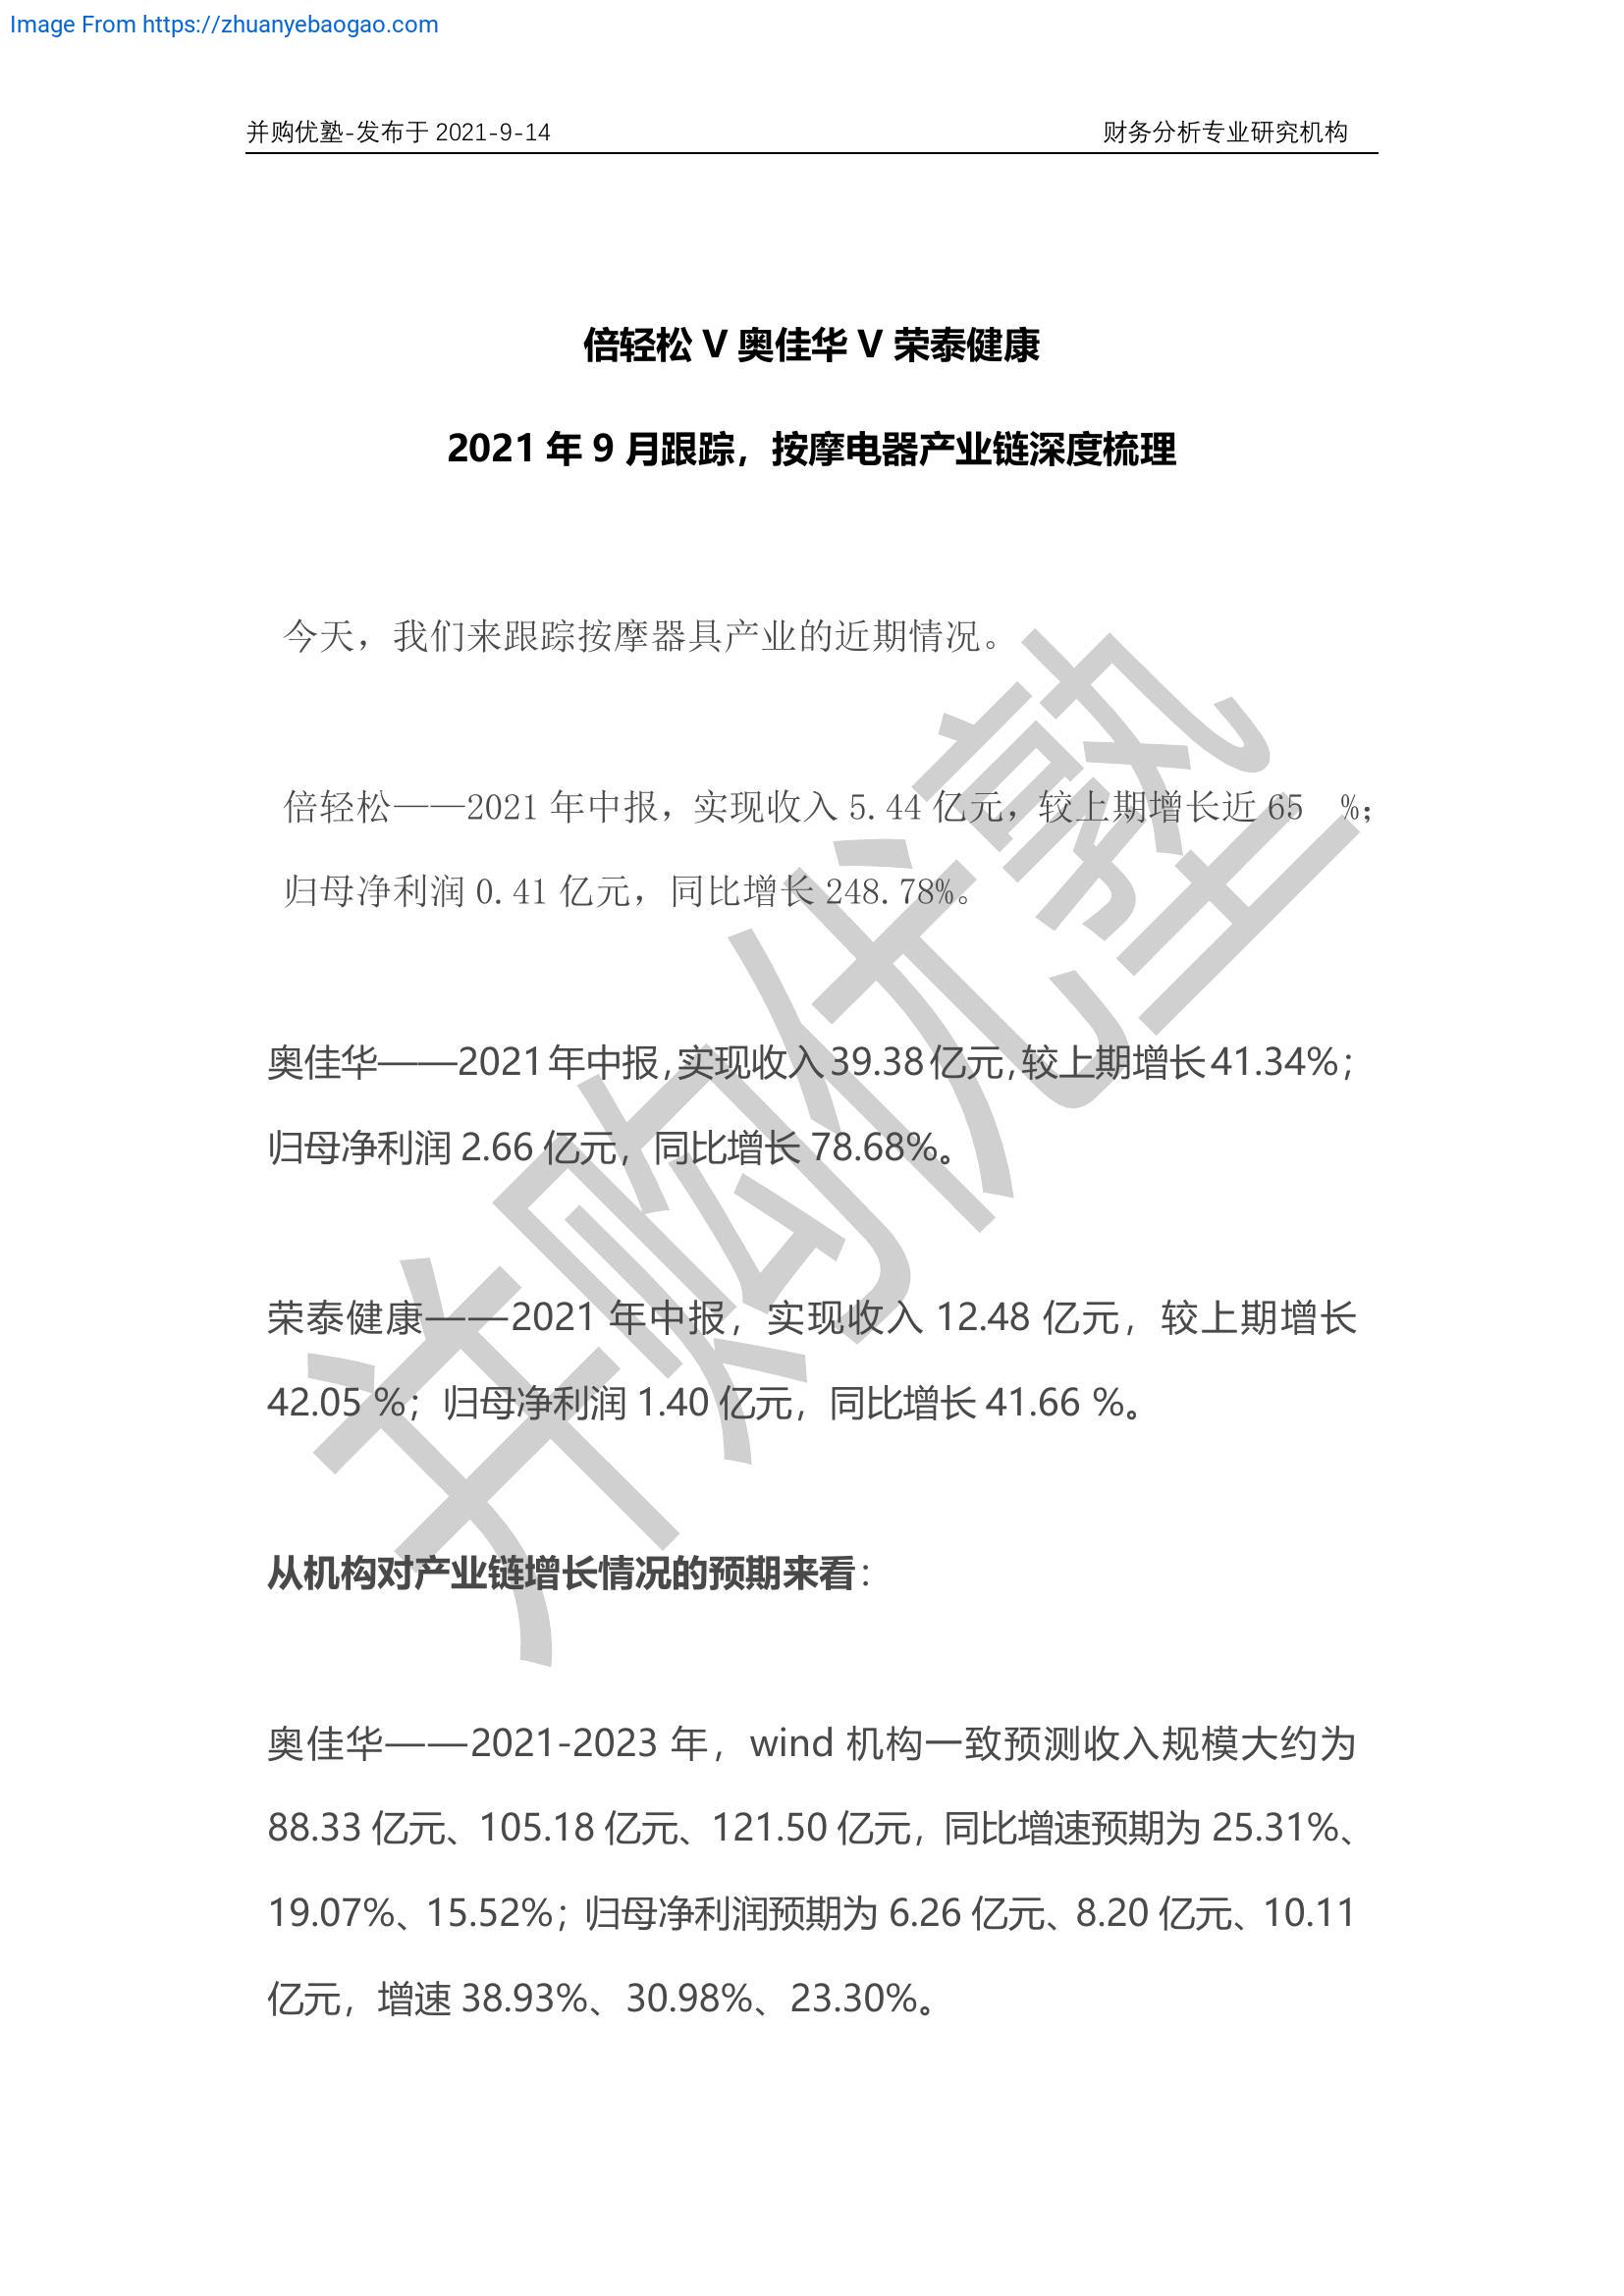 Image From https://zhuanyebaogao.com
并购优塾-发布于 2021-9-14 财务分析专业研究机构
倍轻松 V 奥佳华 V 荣泰健康
2021 年 9 月跟踪，按摩电器产业链深度梳理
今天，我们来跟踪按摩器具产业的近期情况。
倍轻松——2021 年中报，实现收入 5.44 亿元，较上期增长近 65 %；
归母净利润 0.41 亿元，同比增长 248.78%。
奥佳华——2021 年中报，实现收入 39.38 亿元，较上期增长 41.34%；
归母净利润 2.66 亿元，同比增长 78.68%。
荣泰健康——2021 年中报，实现收入 12.48 亿元，较上期增长
42.05 %；归母净利润 1.40 亿元，同比增长 41.66 %。
从机构对产业链增长情况的预期来看：
奥佳华——2021-2023 年，wind 机构一致预测收入规模大约为
88.33 亿元、105.18 亿元、121.50 亿元，同比增速预期为 25.31%、
19.07%、15.52%；归母净利润预期为 6.26 亿元、8.20 亿元、10.11
亿元，增速 38.93%、30.98%、23.30%。
并购优塾